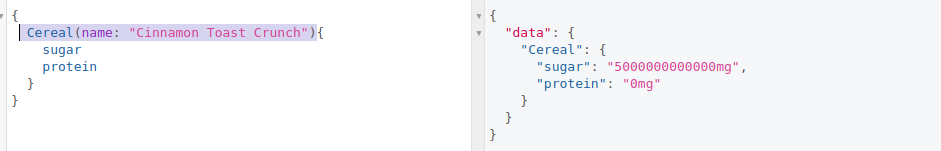 {
  Cereal(name: "Cinnamon Toast Crunch"){
    sugar
    protein
  }
}
{
  "data": {
    "Cereal": {
      "sugar": "5000000000000mg",
      "protein": "0mg"
    }
  }
}